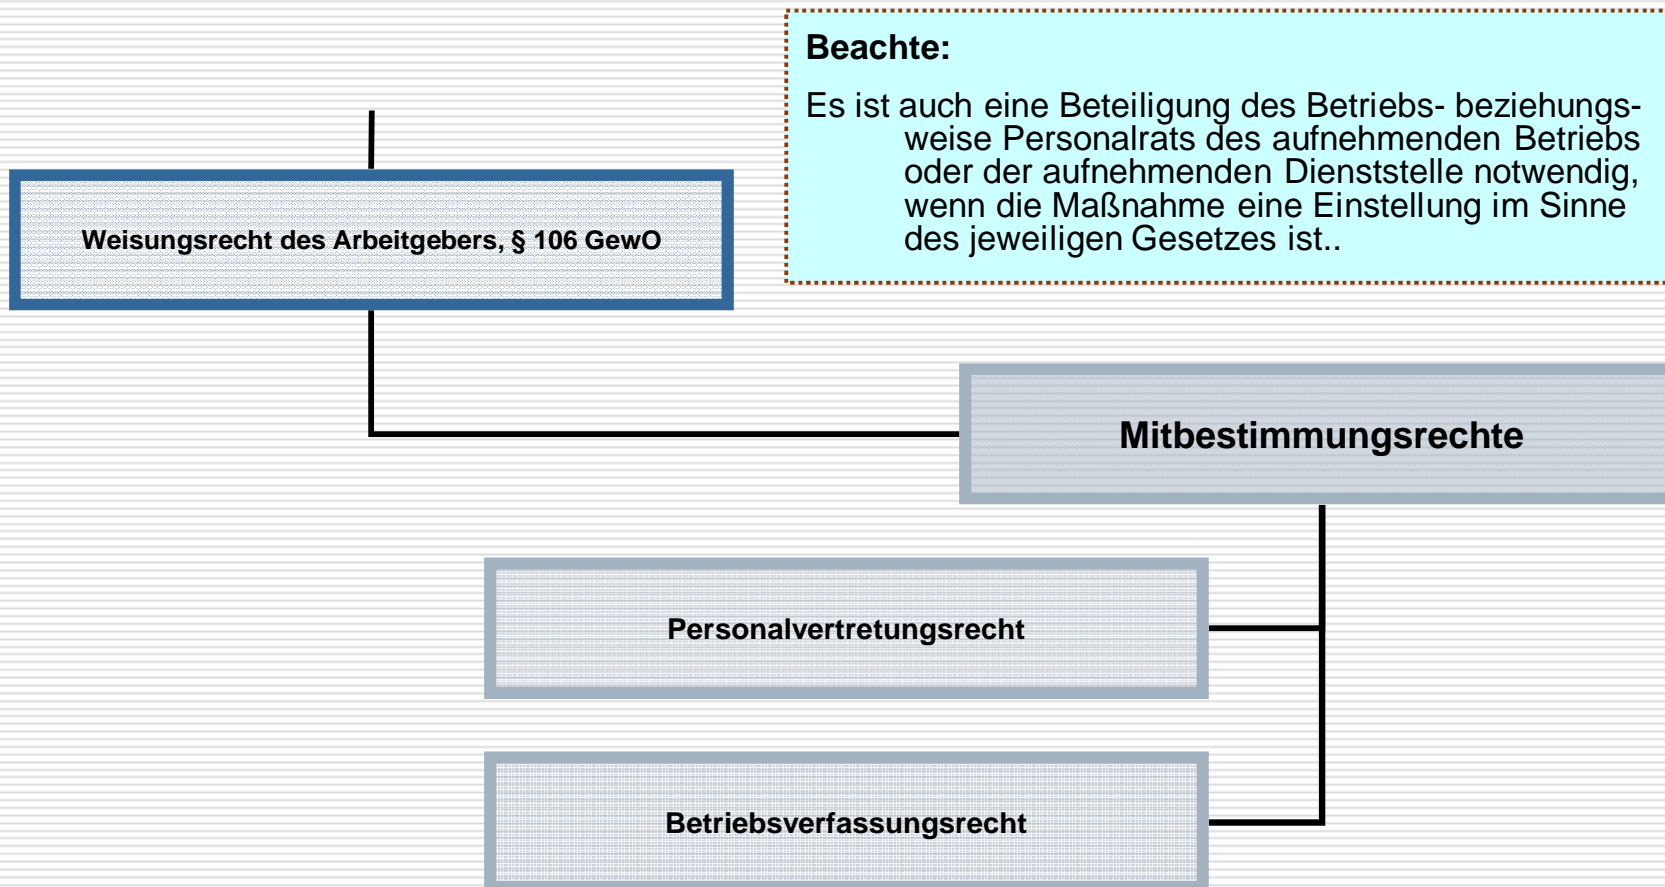 Beachte:
Es ist auch eine Beteiligung des Betriebs- beziehungs-
weise Personalrats des aufnehmenden Betriebs
oder der aufnehmenden Dienststelle notwendig,
wenn die Maßnahme eine Einstellung im Sinne
des jeweiligen Gesetzes ist..
Weisungsrecht des Arbeitgebers, § 106 GewO
Mitbestimmungsrechte
Personalvertretungsrecht
Betriebsverfassungsrecht